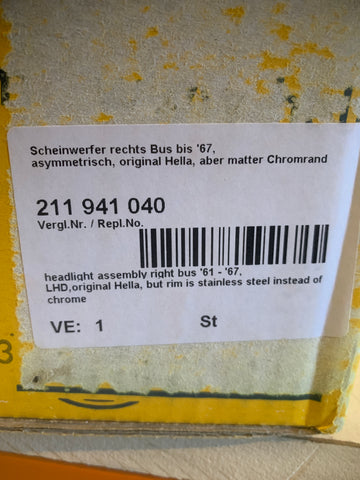 Scheinwerfer rechts Bus bis '67,
asymmetrisch, original Hella, aber matter Chromrand
211 941 040
Vergl.Nr. / Repl.No.
headlight assembly right bus '61 - '67,
LHD,original Hella, but rim is stainless steel instead of
chrome
VE: 1 St
3